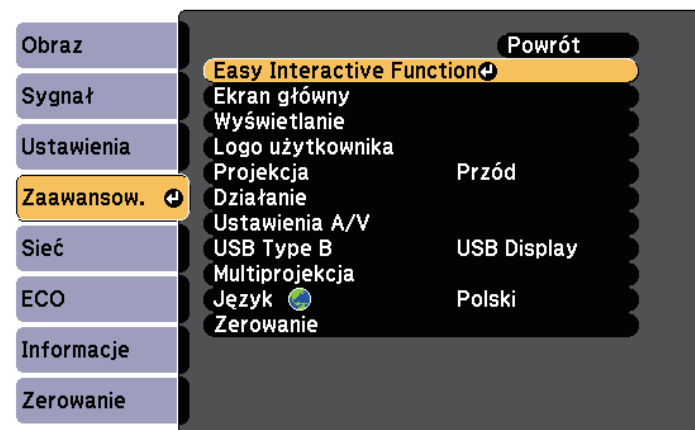 Obraz
Sygnał
Ustawienia
Zaawansow.
Sieć
ECO
Informacje
Zerowanie
Powrót
Easy Interactive Function
Ekran główny
Wyświetlanie
Logo użytkownika
Projekcja Przód
Działanie
Ustawienia A/V
USB Type B USB Display
Multiprojekcja
Język Polski
Zerowanie